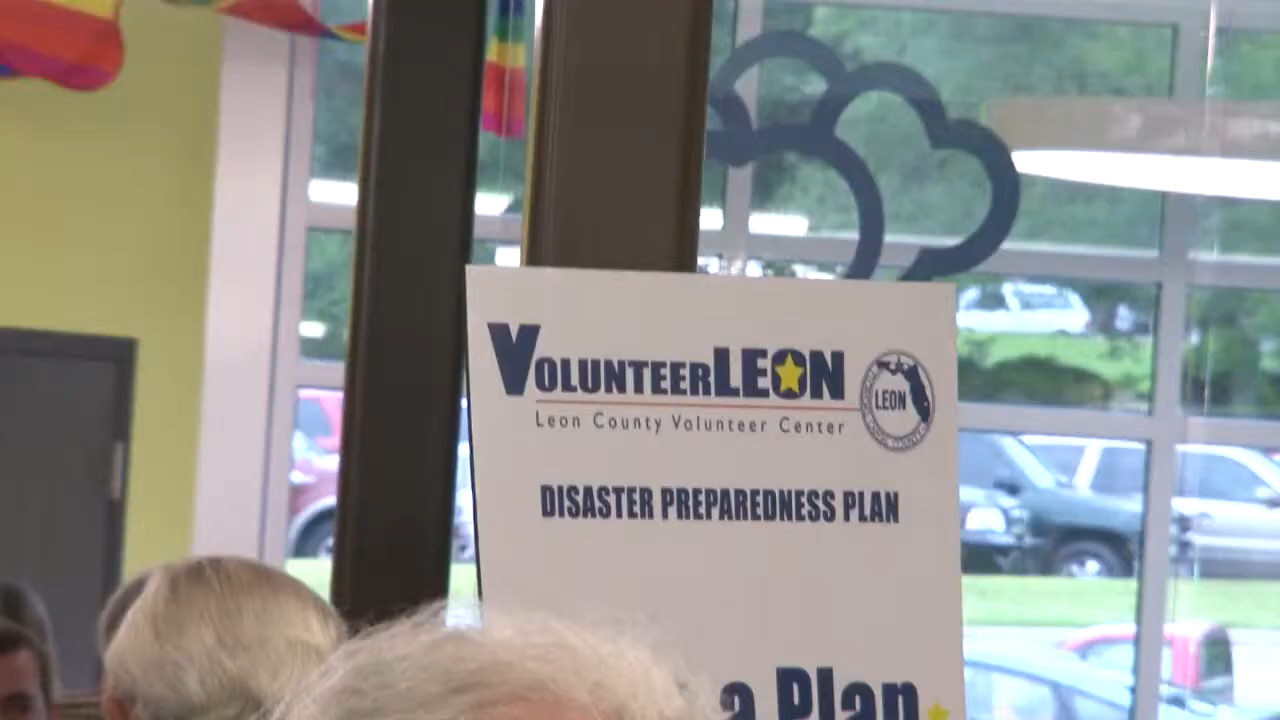 VOLUNTEERLEON
Leon County Volunteer Center
LEON
DISASTER PREPAREDNESS PLAN
a Plan